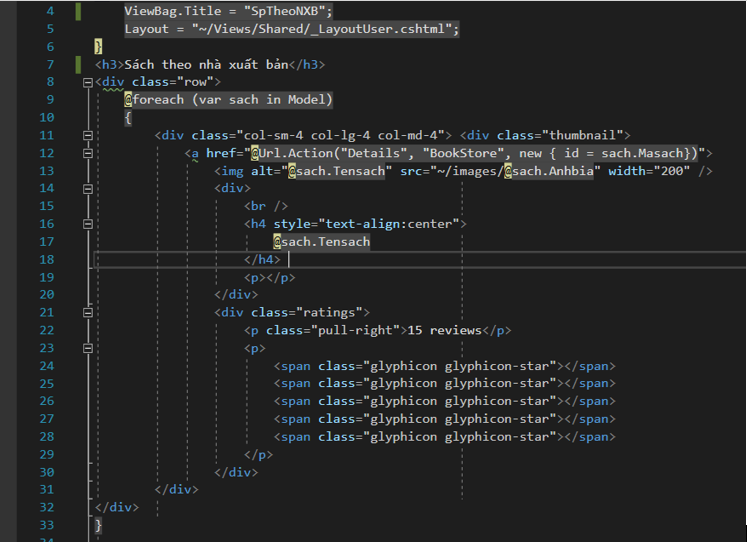 4 ViewBag.Title = "SpTheoNXB";
5 Layout = "~/Views/Shared/_LayoutUser.cshtml";
6 }
7 <h3>Sách theo nhà xuất bản</h3>
8 <div class="row">
9 @foreach (var sach in Model)
10 {
11 <div class="col-sm-4 col-lg-4 col-md-4"> <div class="thumbnail">
12 <a href="@Url.Action("Details", "BookStore", new { id = sach.Masach})">
13 <img alt="@sach.Tensach" src="~/images/@sach.Anhbia" width="200" />
14 <div>
15 <br />
16 <h4 style="text-align:center">
17 @sach.Tensach
18 </h4>
19 <p></p>
20 </div>
21 <div class="ratings">
22 <p class="pull-right">15 reviews</p>
23 <p>
24 <span class="glyphicon glyphicon-star"></span>
25 <span class="glyphicon glyphicon-star"></span>
26 <span class="glyphicon glyphicon-star"></span>
27 <span class="glyphicon glyphicon-star"></span>
28 <span class="glyphicon glyphicon-star"></span>
29 </p>
30 </div>
31 </div>
32 </div>
33 }